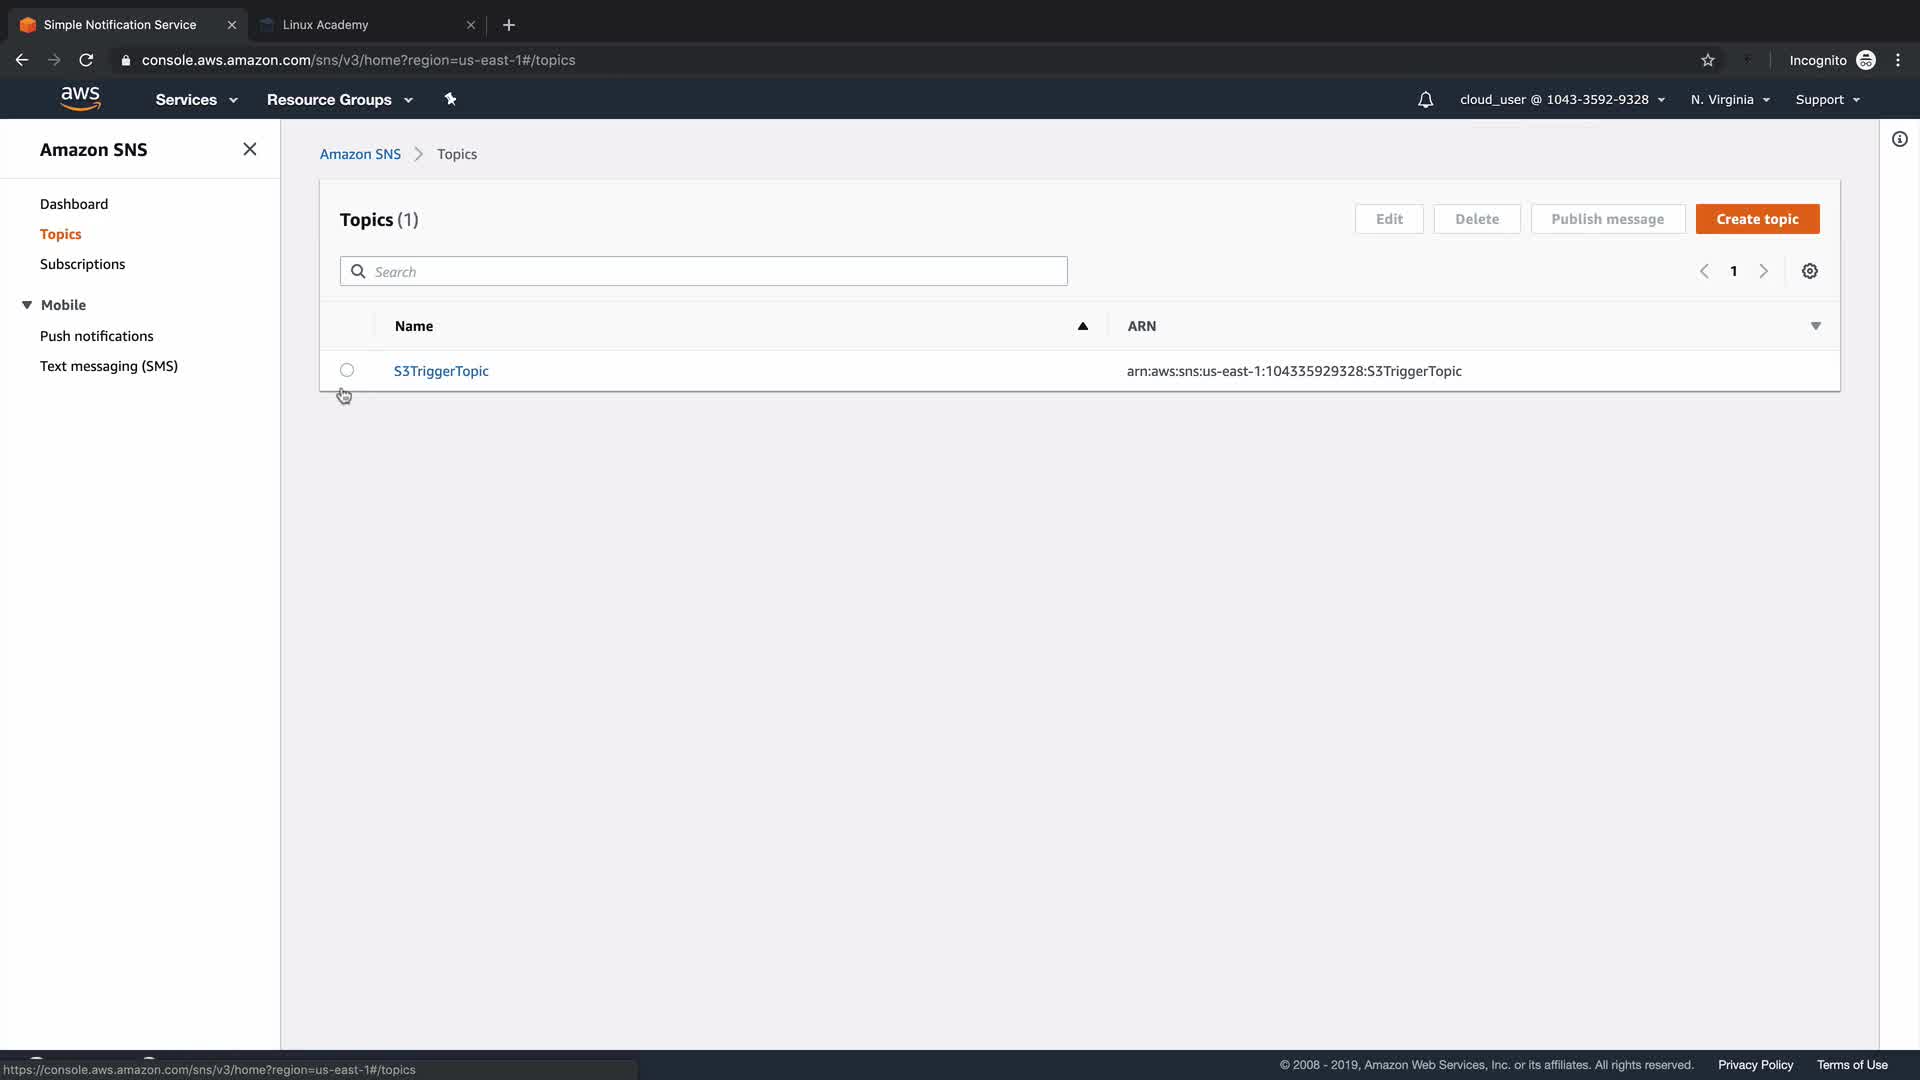 Simple Notification Service
Linux Academy
console.aws.amazon.com/sns/v3/home?region=us-east-1#/topics
Incognito
aws
Services
Resource Groups
cloud_user @ 1043-3592-9328
N. Virginia
Support
Amazon SNS
Dashboard
Topics
Subscriptions
Mobile
Push notifications
Text messaging (SMS)
Amazon SNS
Topics
Topics (1)
Edit
Delete
Publish message
Create topic
Search
1
Name
ARN
S3TriggerTopic
arn:aws:sns:us-east-1:104335929328:S3TriggerTopic
https://console.aws.amazon.com/sns/v3/home?region=us-east-1#/topics
© 2008 - 2019, Amazon Web Services, Inc. or its affiliates. All rights reserved.
Privacy Policy
Terms of Use